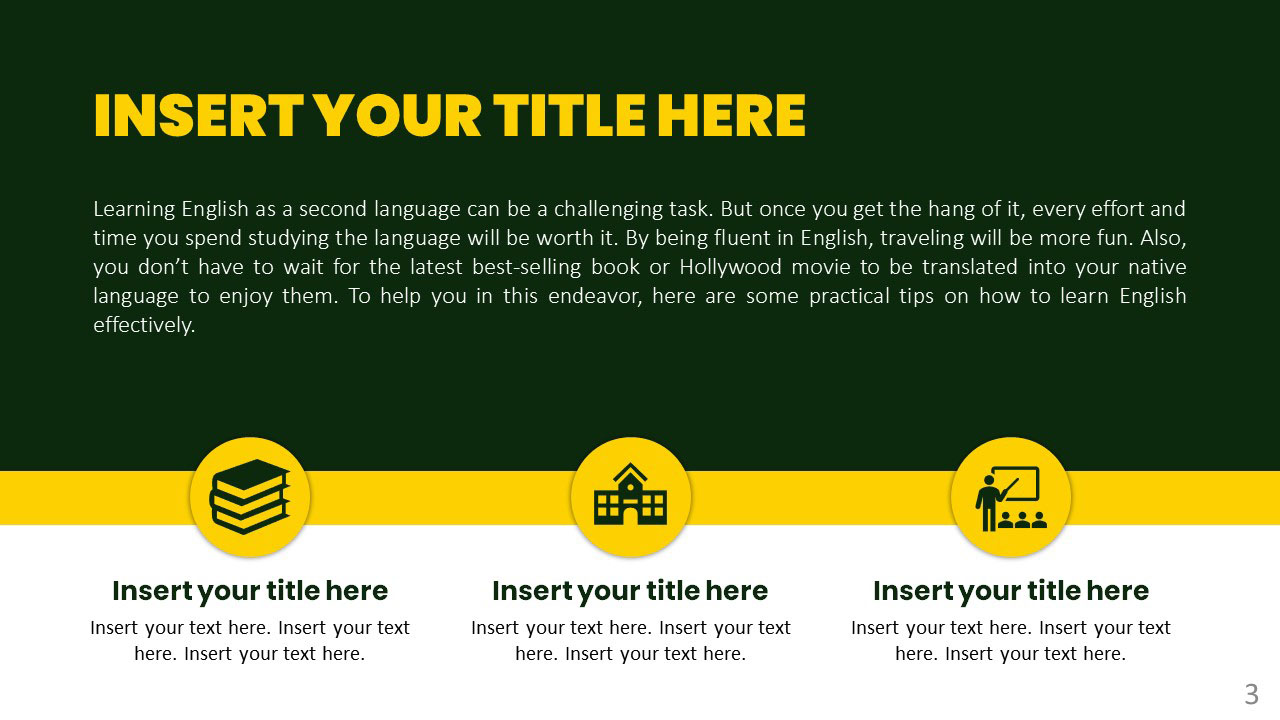 INSERT YOUR TITLE HERE
Learning English as a second language can be a challenging task. But once you get the hang of it, every effort and
time you spend studying the language will be worth it. By being fluent in English, traveling will be more fun. Also,
you don’t have to wait for the latest best-selling book or Hollywood movie to be translated into your native
language to enjoy them. To help you in this endeavor, here are some practical tips on how to learn English
effectively.
Insert your title here
Insert your text here. Insert your text
here. Insert your text here.
Insert your title here
Insert your text here. Insert your text
here. Insert your text here.
Insert your title here
Insert your text here. Insert your text
here. Insert your text here.
3